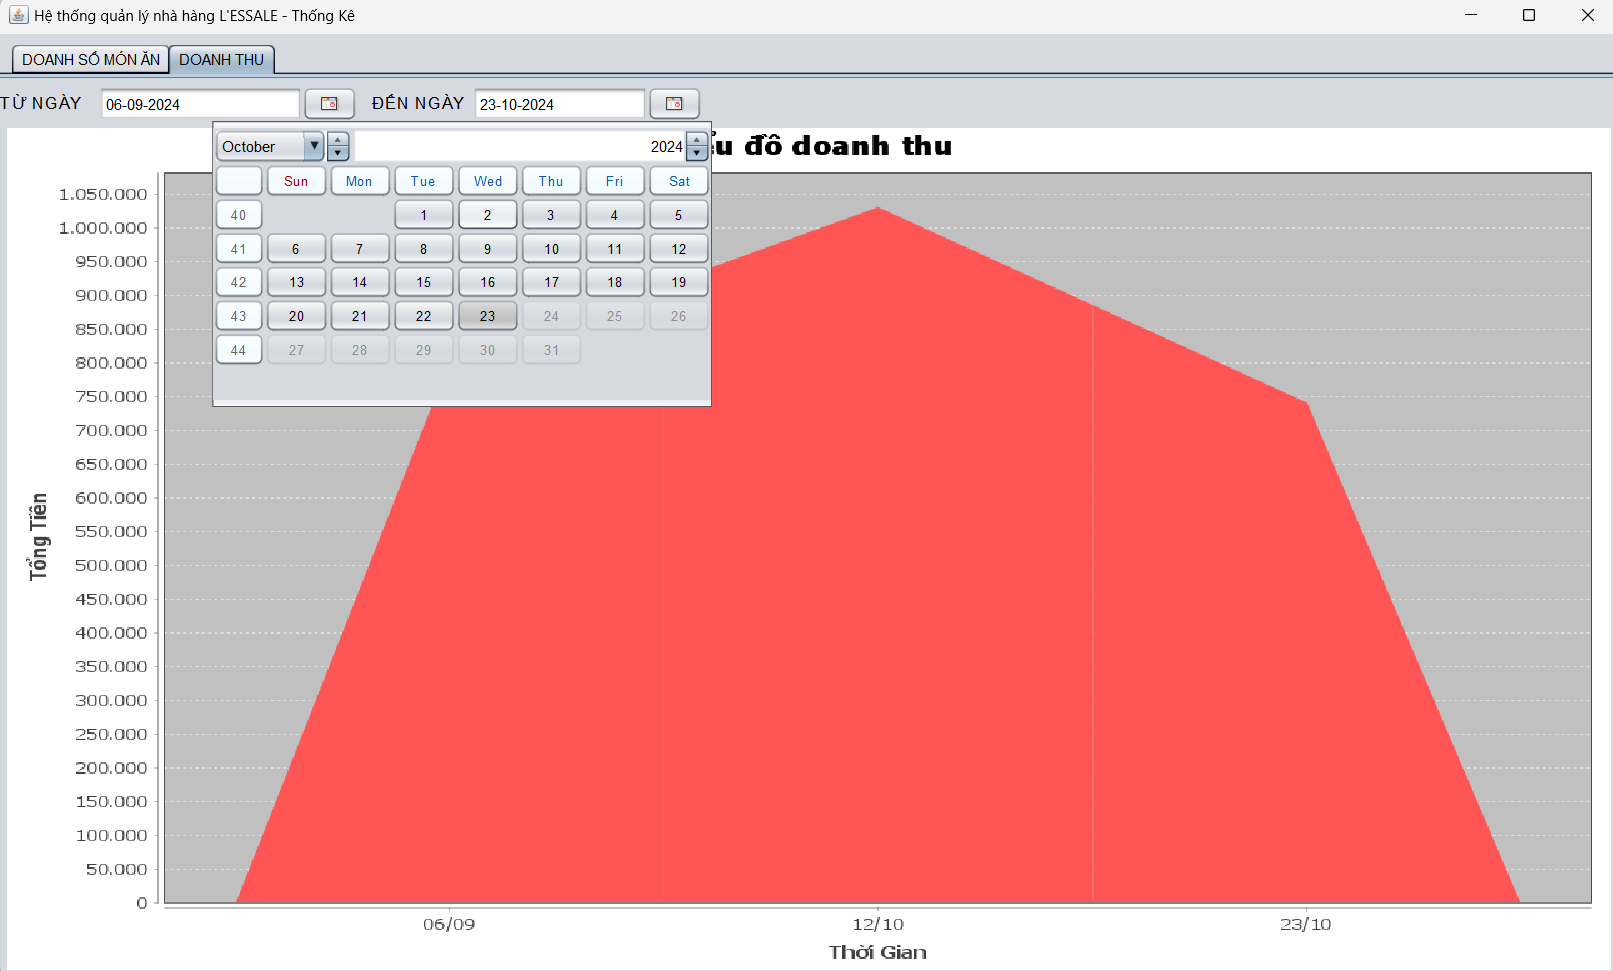 Hệ thống quản lý nhà hàng L'ESSALE - Thống Kê
DOANH SỐ MÓN ĂN DOANH THU
TỪ NGÀY 06-09-2024 ĐẾN NGÀY 23-10-2024
October 2024
ểu đồ doanh thu
Sun Mon Tue Wed Thu Fri Sat
40 1 2 3 4 5
41 6 7 8 9 10 11 12
42 13 14 15 16 17 18 19
43 20 21 22 23 24 25 26
44 27 28 29 30 31
1.050.000
1.000.000
950.000
900.000
850.000
800.000
750.000
700.000
650.000
600.000
550.000
500.000
450.000
400.000
350.000
300.000
250.000
200.000
150.000
100.000
50.000
0
Tổng Tiền
06/09 12/10 23/10
Thời Gian